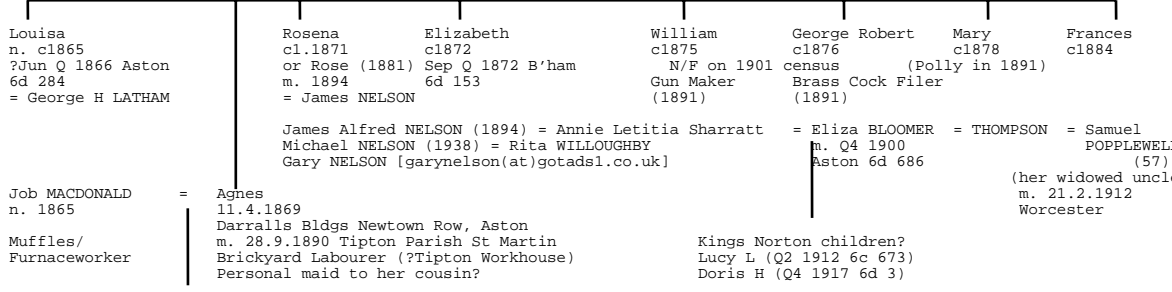 Louisa Rosena Elizabeth William George Robert Mary Frances
n. c1865 c1.1871 c1872 c1875 c1876 c1878 c1884
?Jun Q 1866 Aston or Rose (1881) Sep Q 1872 B'ham N/F on 1901 census (Polly in 1891)
6d 284 m. 1894 6d 153 Gun Maker Brass Cock Filer
= George H LATHAM = James NELSON (1891) (1891)
James Alfred NELSON (1894) = Annie Letitia Sharratt = Eliza BLOOMER = THOMPSON = Samuel
Michael NELSON (1938) = Rita WILLOUGHBY m. Q4 1900 POPPLEWELL
Gary NELSON [garynelson(at)gotads1.co.uk] Aston 6d 686 (57)
(her widowed uncle
Job MACDONALD = Agnes m. 21.2.1912
n. 1865 11.4.1869 Worcester
Darralls Bldgs Newtown Row, Aston
Muffles/ m. 28.9.1890 Tipton Parish St Martin Kings Norton children?
Furnaceworker Brickyard Labourer (?Tipton Workhouse) Lucy L (Q2 1912 6c 673)
Personal maid to her cousin? Doris H (Q4 1917 6d 3)